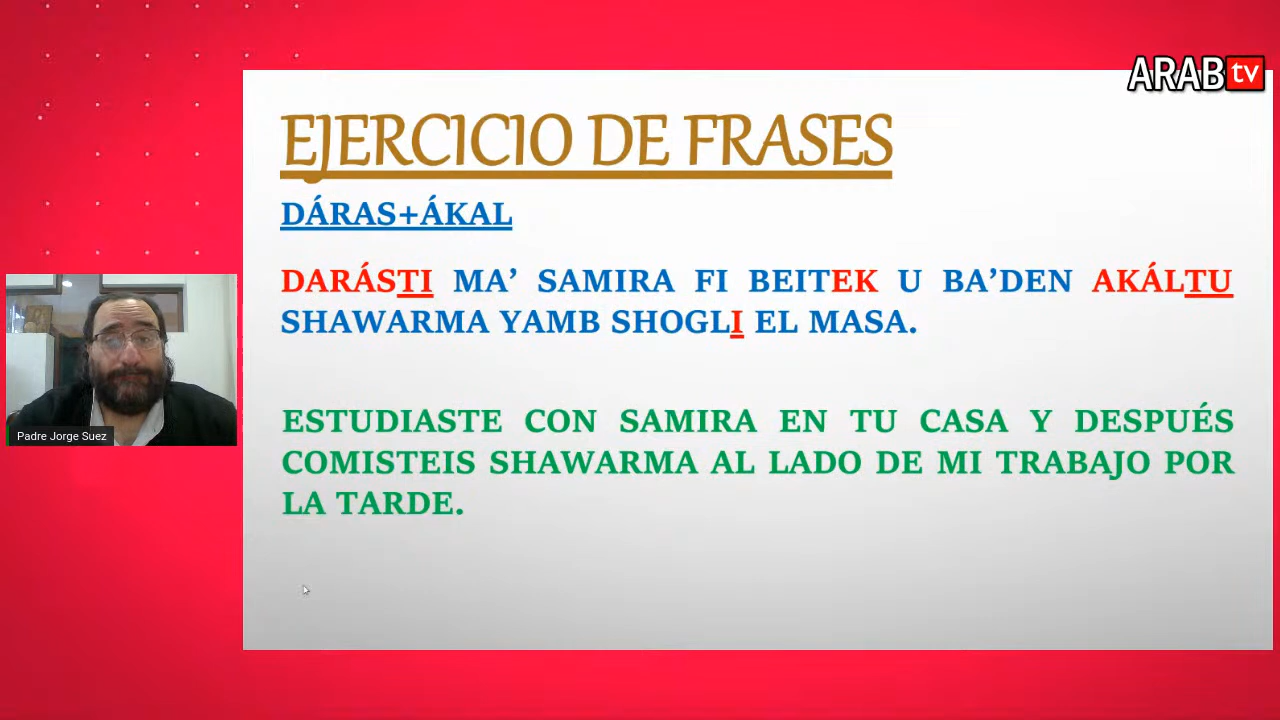 ARABtv
EJERCICIO DE FRASES
DÁRAS+ÁKAL
DARÁSTI MA’ SAMIRA FI BEITEK U BA’DEN AKÁLTU
SHAWARMA YAMB SHOGLI EL MASA.
ESTUDIASTE CON SAMIRA EN TU CASA Y DESPUÉS
COMISTEIS SHAWARMA AL LADO DE MI TRABAJO POR
LA TARDE.
Padre Jorge Suez